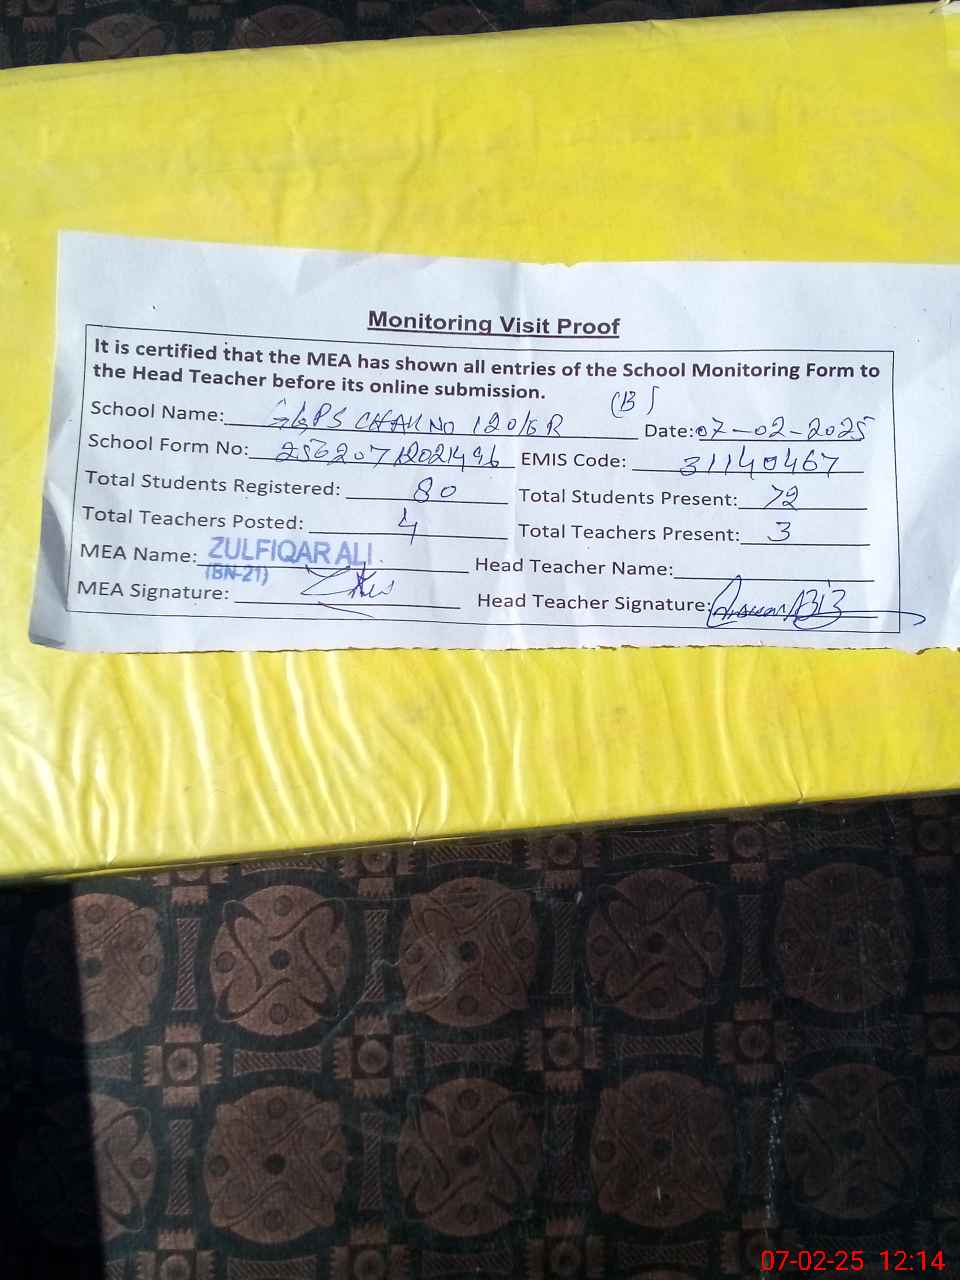 Monitoring Visit Proof
It is certified that the MEA has shown all entries of the School Monitoring Form to
the Head Teacher before its online submission.
School Name: GGPS CHAK NO 120/6R (B) Date: 07-02-2025
School Form No: EMIS Code: 31140467
Total Students Registered: 80 Total Students Present: 72
Total Teachers Posted: 4 Total Teachers Present: 3
MEA Name: ZULFIQAR ALI Head Teacher Name:
(BN-21)
MEA Signature: Head Teacher Signature:
07-02-25 12:14